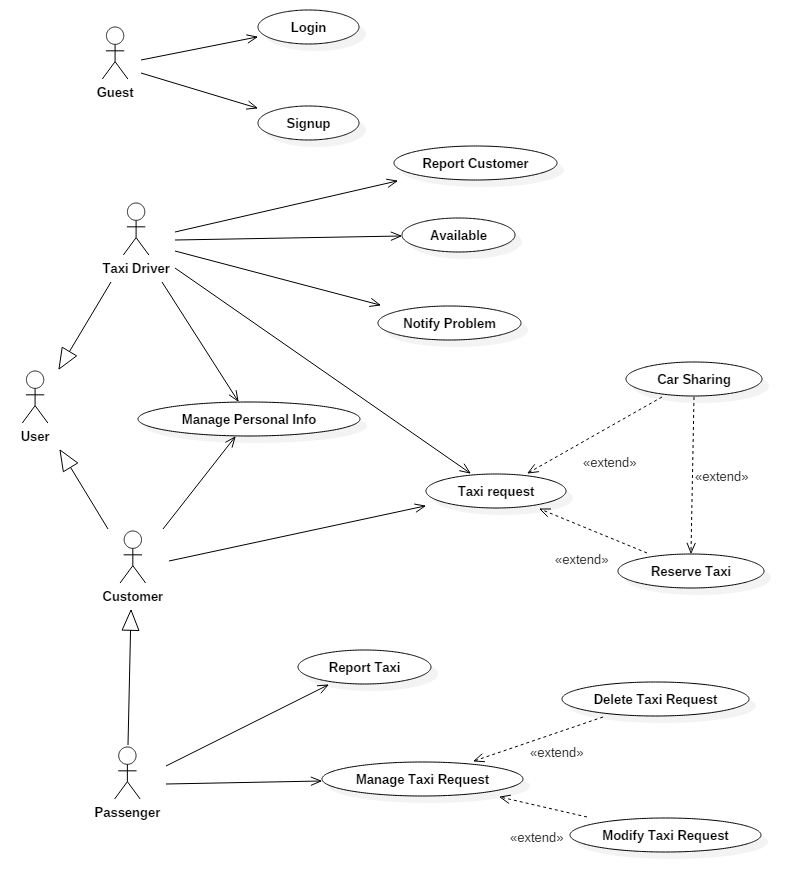 Login
Guest
Signup
Report Customer
Available
Taxi Driver
Notify Problem
Car Sharing
User
Manage Personal Info
«extend»
«extend»
Taxi request
«extend»
Reserve Taxi
Customer
Report Taxi
Delete Taxi Request
«extend»
Manage Taxi Request
Passenger
«extend»
Modify Taxi Request